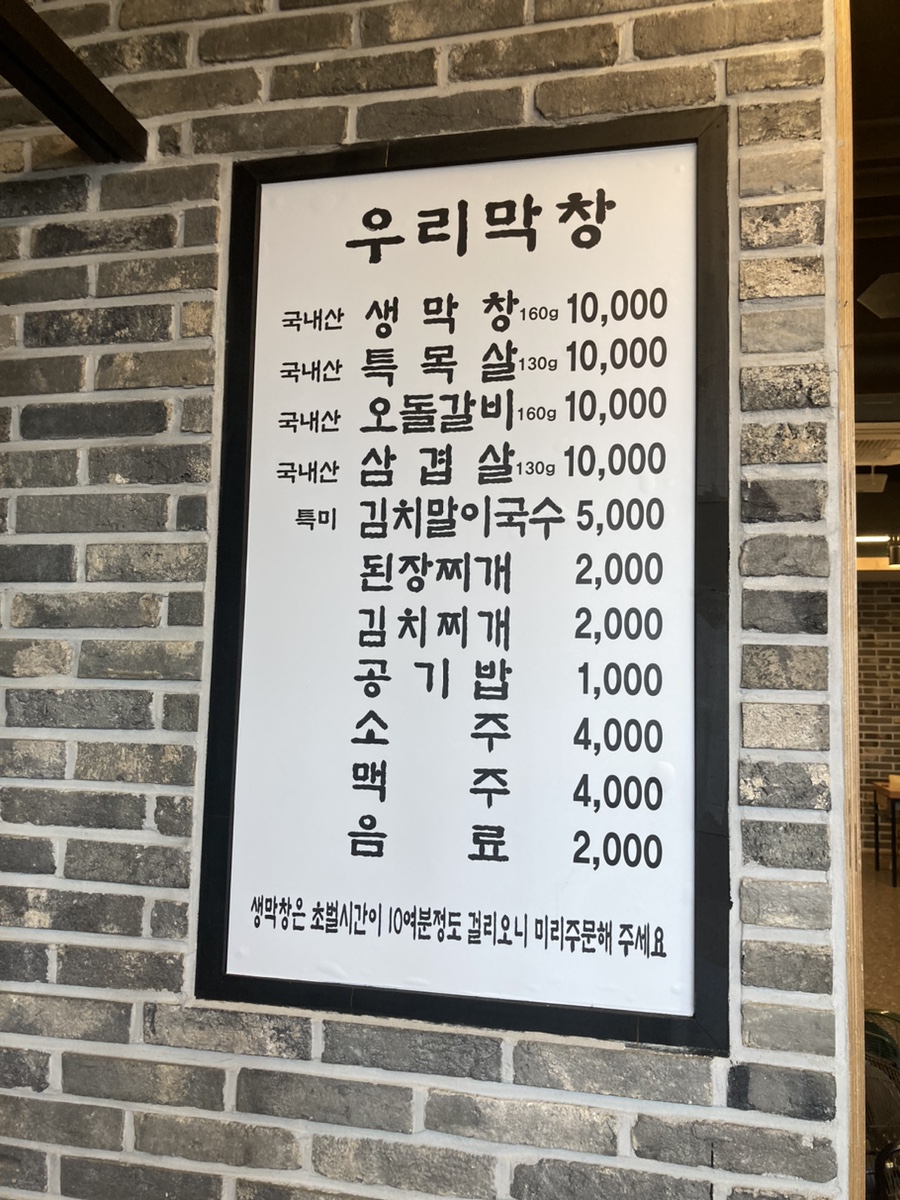 우리막창
국내산 생 막 창 160g 10,000
국내산 특 목 살 130g 10,000
국내산 오돌갈비 160g 10,000
국내산 삼 겹 살 130g 10,000
특미 김치말이국수 5,000
된장찌개 2,000
김치찌개 2,000
공 기 밥 1,000
소 주 4,000
맥 주 4,000
음 료 2,000
생막창은 초벌시간이 10여분정도 걸리오니 미리주문해 주세요